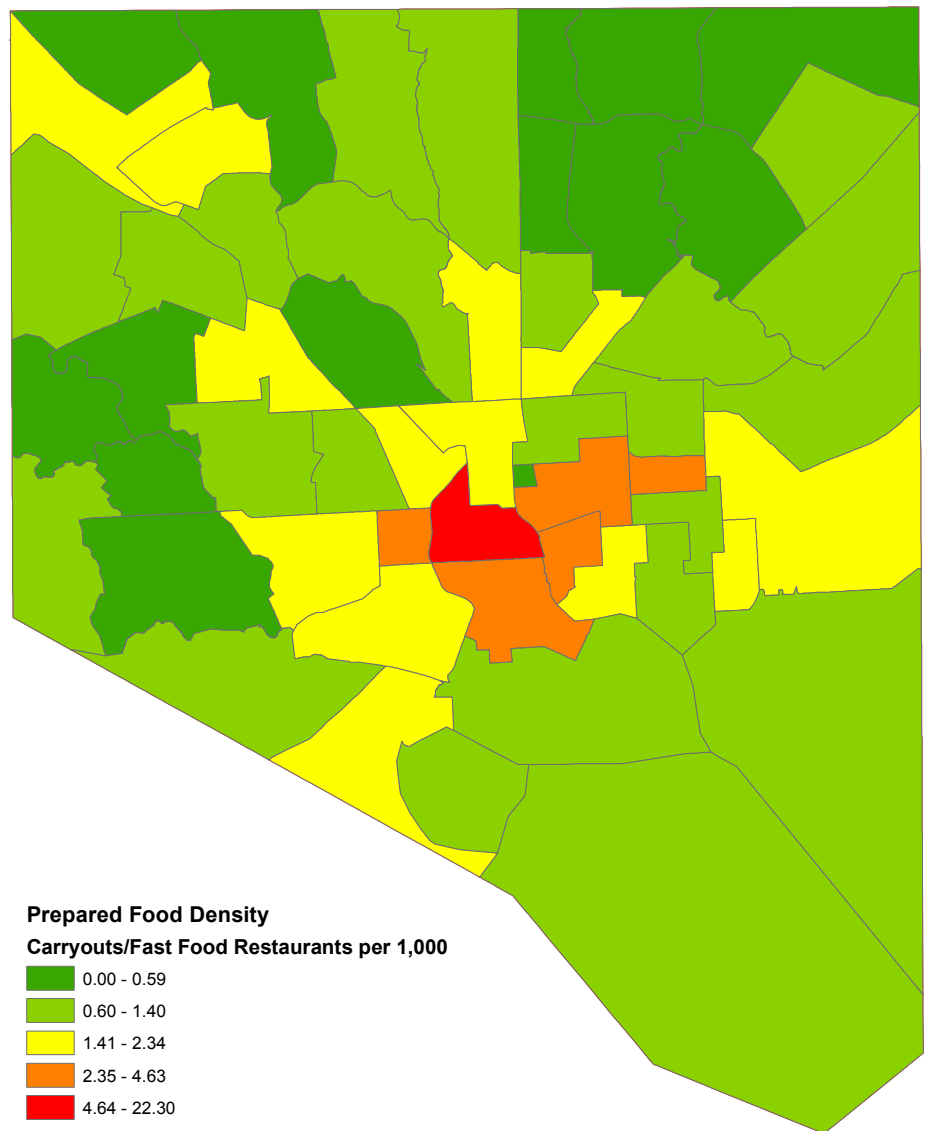 Prepared Food Density
Carryouts/Fast Food Restaurants per 1,000
0.00 - 0.59
0.60 - 1.40
1.41 - 2.34
2.35 - 4.63
4.64 - 22.30